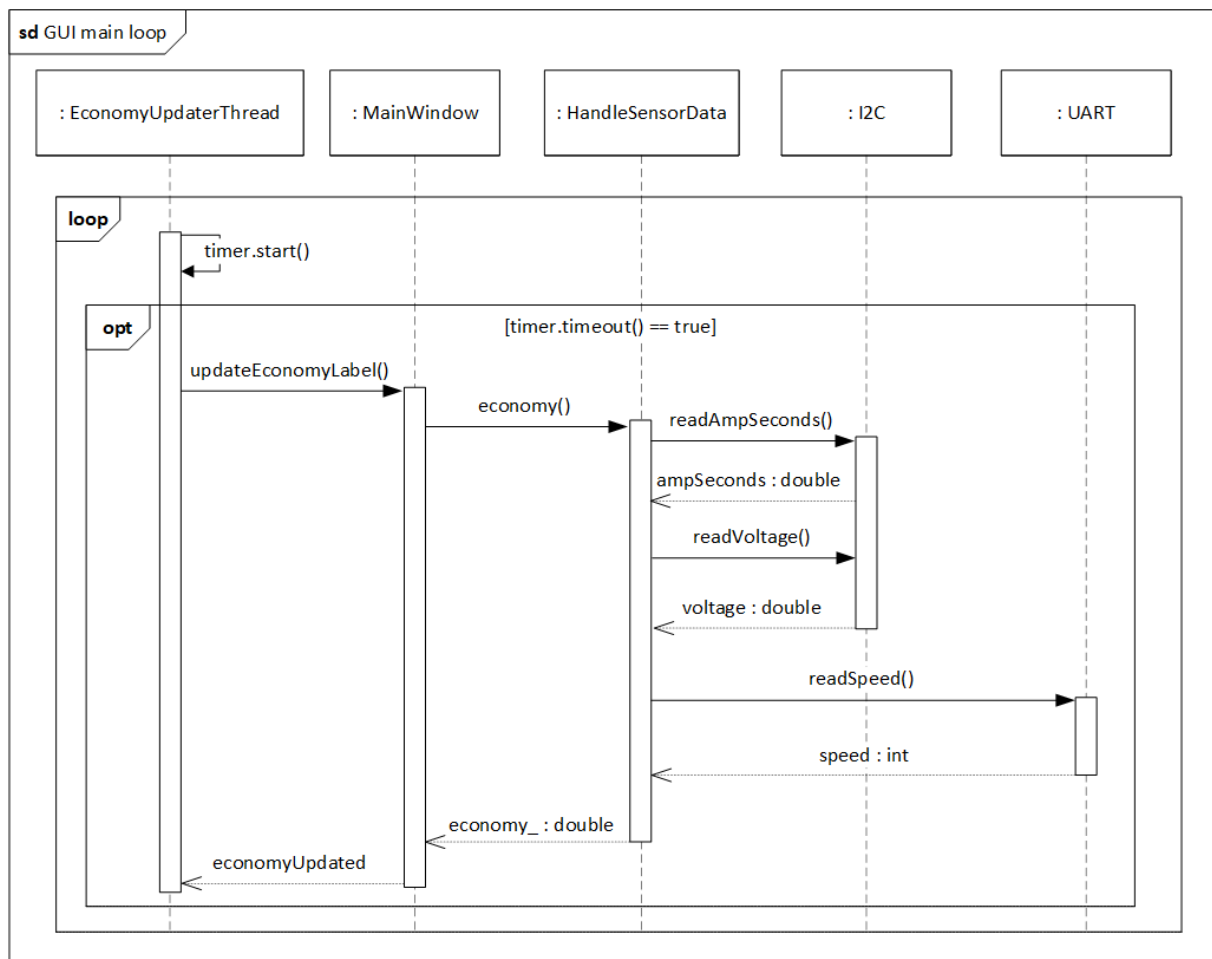 sd GUI main loop
: EconomyUpdaterThread
: MainWindow
: HandleSensorData
: I2C
: UART
loop
timer.start()
opt
[timer.timeout() == true]
updateEconomyLabel()
economy()
readAmpSeconds()
ampSeconds : double
readVoltage()
voltage : double
readSpeed()
speed : int
economy_ : double
economyUpdated